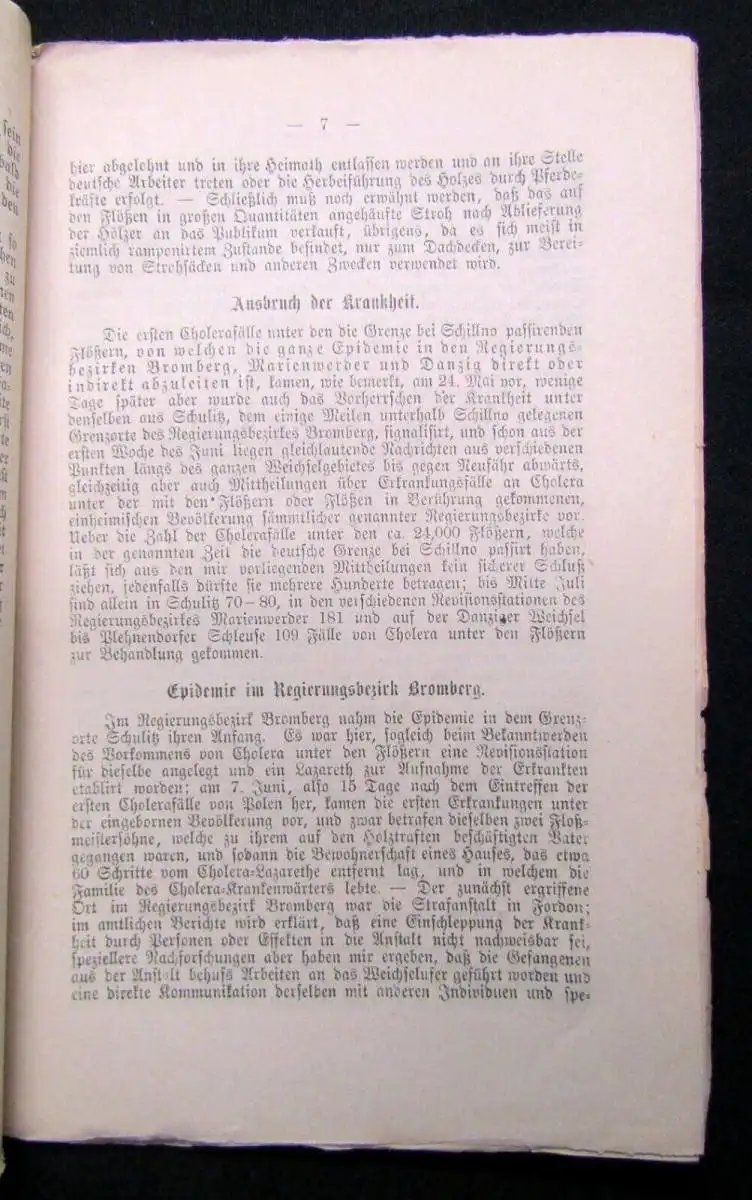 sein
die
bald
die
den
so
— 7 —
hier abgelehnt und in ihre Heimath entlassen werden und an ihre Stelle
deutsche Arbeiter treten oder die Herbeiführung des Holzes durch Pferde-
kräfte erfolgt. — Schließlich muß noch erwähnt werden, daß das auf
den Flößen in großen Quantitäten angehäufte Stroh nach Ablieferung
der Hölzer an das Publikum verkauft, übrigens, da es sich meist in
ziemlich ramponirtem Zustande befindet, nur zum Dachdecken, zur Berei-
tung von Strohsäcken und anderen Zwecken verwendet wird.
Ausbruch der Krankheit.
Die ersten Cholerafälle unter den die Grenze bei Schillno passirenden
Flößern, von welchen die ganze Epidemie in den Regierungs-
bezirken Bromberg, Marienwerder und Danzig direkt oder
indirekt abzuleiten ist, kamen, wie bemerkt, am 24. Mai vor, wenige
Tage später aber wurde auch das Vorherrschen der Krankheit unter
denselben aus Schulitz, dem einige Meilen unterhalb Schillno gelegenen
Grenzorte des Regierungsbezirkes Bromberg, signalisirt, und schon aus der
ersten Woche des Juni liegen gleichlautende Nachrichten aus verschiedenen
Punkten längs des ganzen Weichselgebietes bis gegen Neufähr abwärts,
gleichzeitig aber auch Mittheilungen über Erkrankungsfälle an Cholera
unter der mit den Flößern oder Flößen in Berührung gekommenen,
einheimischen Bevölkerung sämmtlicher genannter Regierungsbezirke vor.
Ueber die Zahl der Cholerafälle unter den ca. 24,000 Flößern, welche
in der genannten Zeit die deutsche Grenze bei Schillno passirt haben,
läßt sich aus den mir vorliegenden Mittheilungen kein sicherer Schluß
ziehen, jedenfalls dürfte sie mehrere Hunderte betragen; bis Mitte Juli
sind allein in Schulitz 70—80, in den verschiedenen Revisionsstationen des
Regierungsbezirkes Marienwerder 181 und auf der Danziger Weichsel
bis Plehnendorfer Schleuse 109 Fälle von Cholera unter den Flößern
zur Behandlung gekommen.
Epidemie im Regierungsbezirk Bromberg.
Im Regierungsbezirk Bromberg nahm die Epidemie in dem Grenz-
orte Schulitz ihren Anfang. Es war hier, sogleich beim Bekanntwerden
des Vorkommens von Cholera unter den Flößern eine Revisionsstation
für dieselbe angelegt und ein Lazareth zur Aufnahme der Erkrankten
etablirt worden; am 7. Juni, also 15 Tage nach dem Eintreffen der
ersten Cholerafälle von Polen her, kamen die ersten Erkrankungen unter
der eingebornen Bevölkerung vor, und zwar betrafen dieselben zwei Floß-
meistersöhne, welche zu ihrem auf den Holztraften beschäftigten Vater
gegangen waren, und sodann die Bewohnerschaft eines Hauses, das etwa
60 Schritte vom Cholera-Lazarethe entfernt lag, und in welchem die
Familie des Cholera-Krankenwärters lebte. — Der zunächst ergriffene
Ort im Regierungsbezirk Bromberg war die Strafanstalt in Fordon;
im amtlichen Berichte wird erklärt, daß eine Einschleppung der Krank-
heit durch Personen oder Effekten in die Anstalt nicht nachweisbar sei,
speziellere Nachforschungen aber haben mir ergeben, daß die Gefangenen
aus der Anstalt behufs Arbeiten an das Weichselufer geführt worden und
eine direkte Kommunikation derselben mit anderen Individuen und spe-